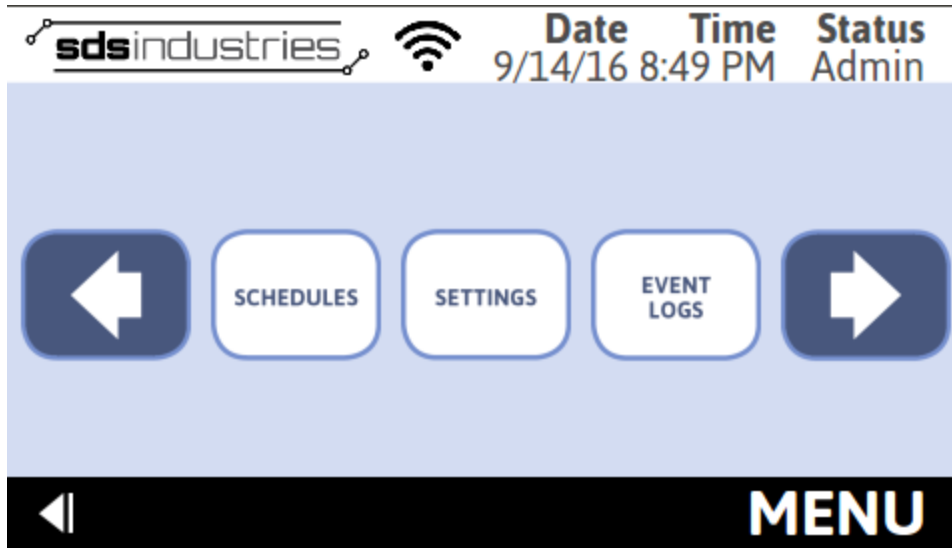 sdsindustries
Date Time Status
9/14/16 8:49 PM Admin
SCHEDULES
SETTINGS
EVENT
LOGS
MENU